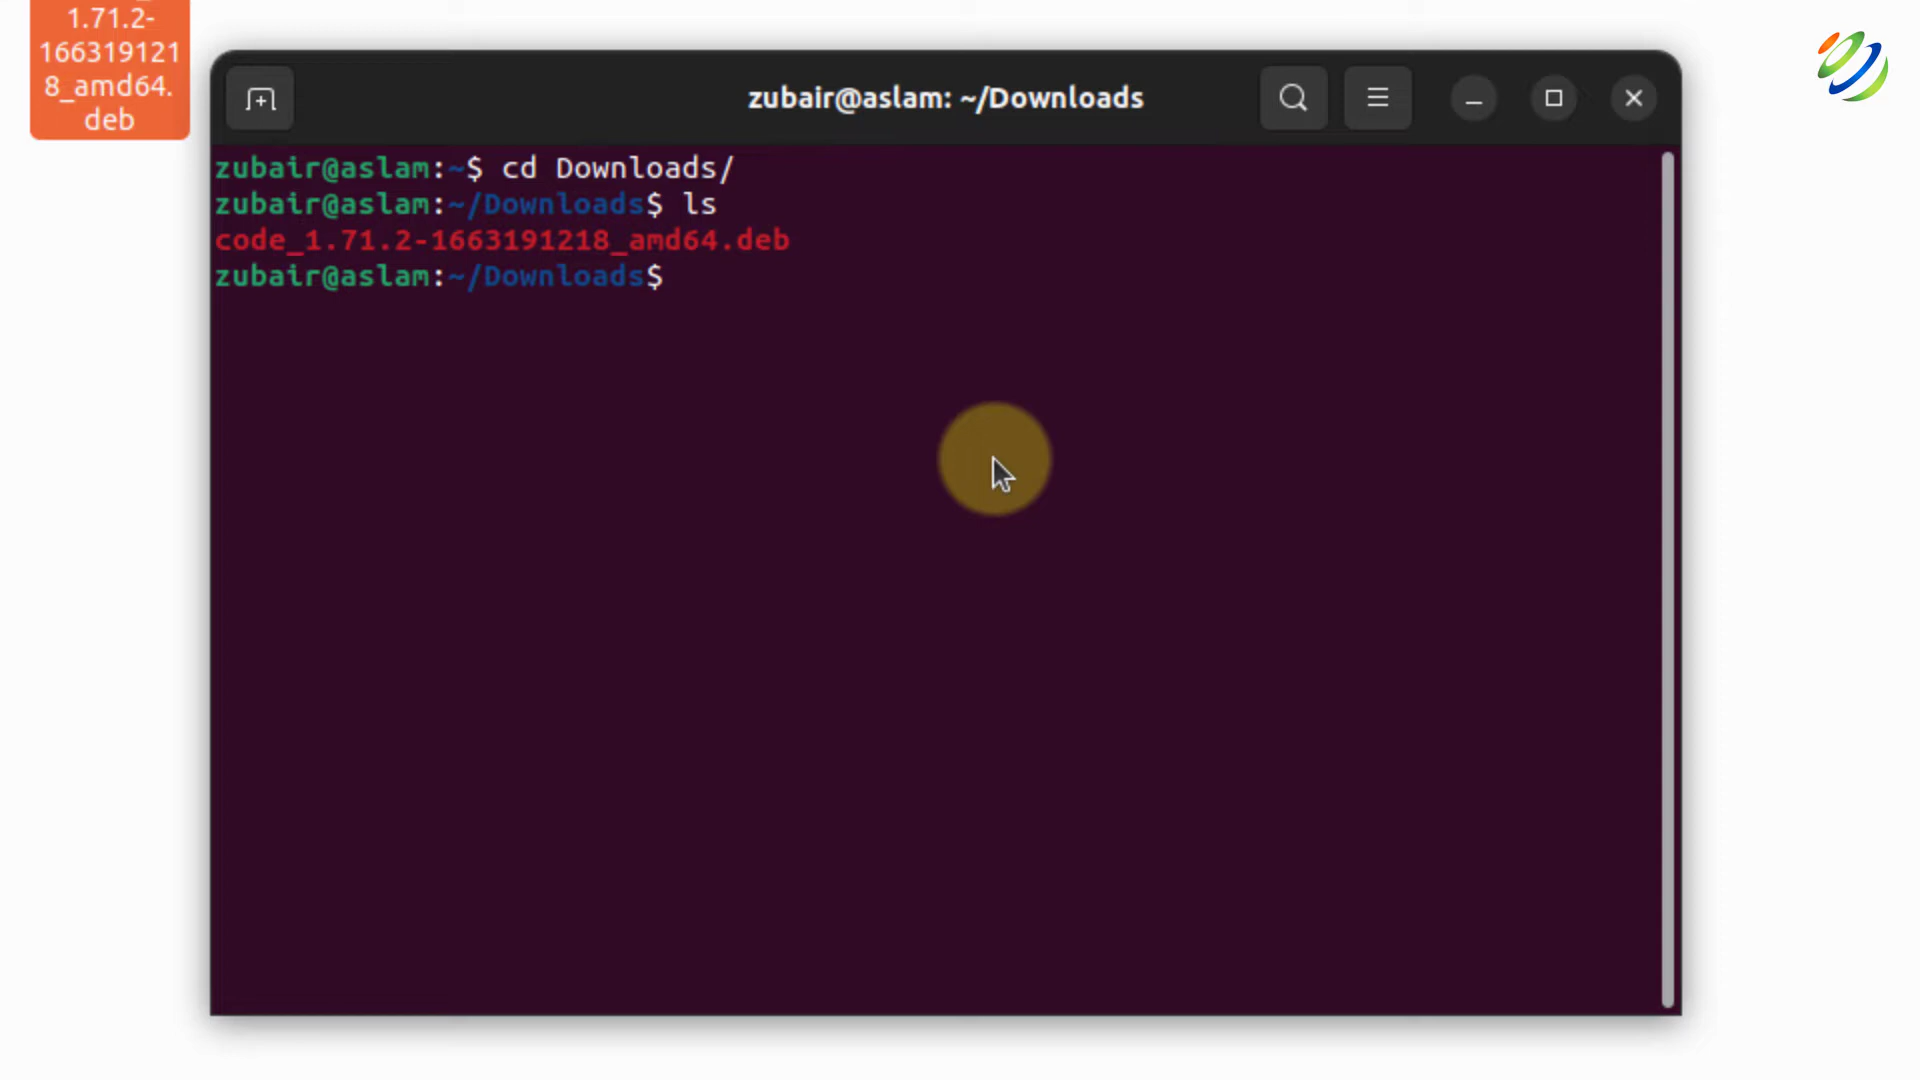 1.71.2-
166319121
8_amd64.
deb
zubair@aslam: ~/Downloads
zubair@aslam:~$ cd Downloads/
zubair@aslam:~/Downloads$ ls
code_1.71.2-1663191218_amd64.deb
zubair@aslam:~/Downloads$